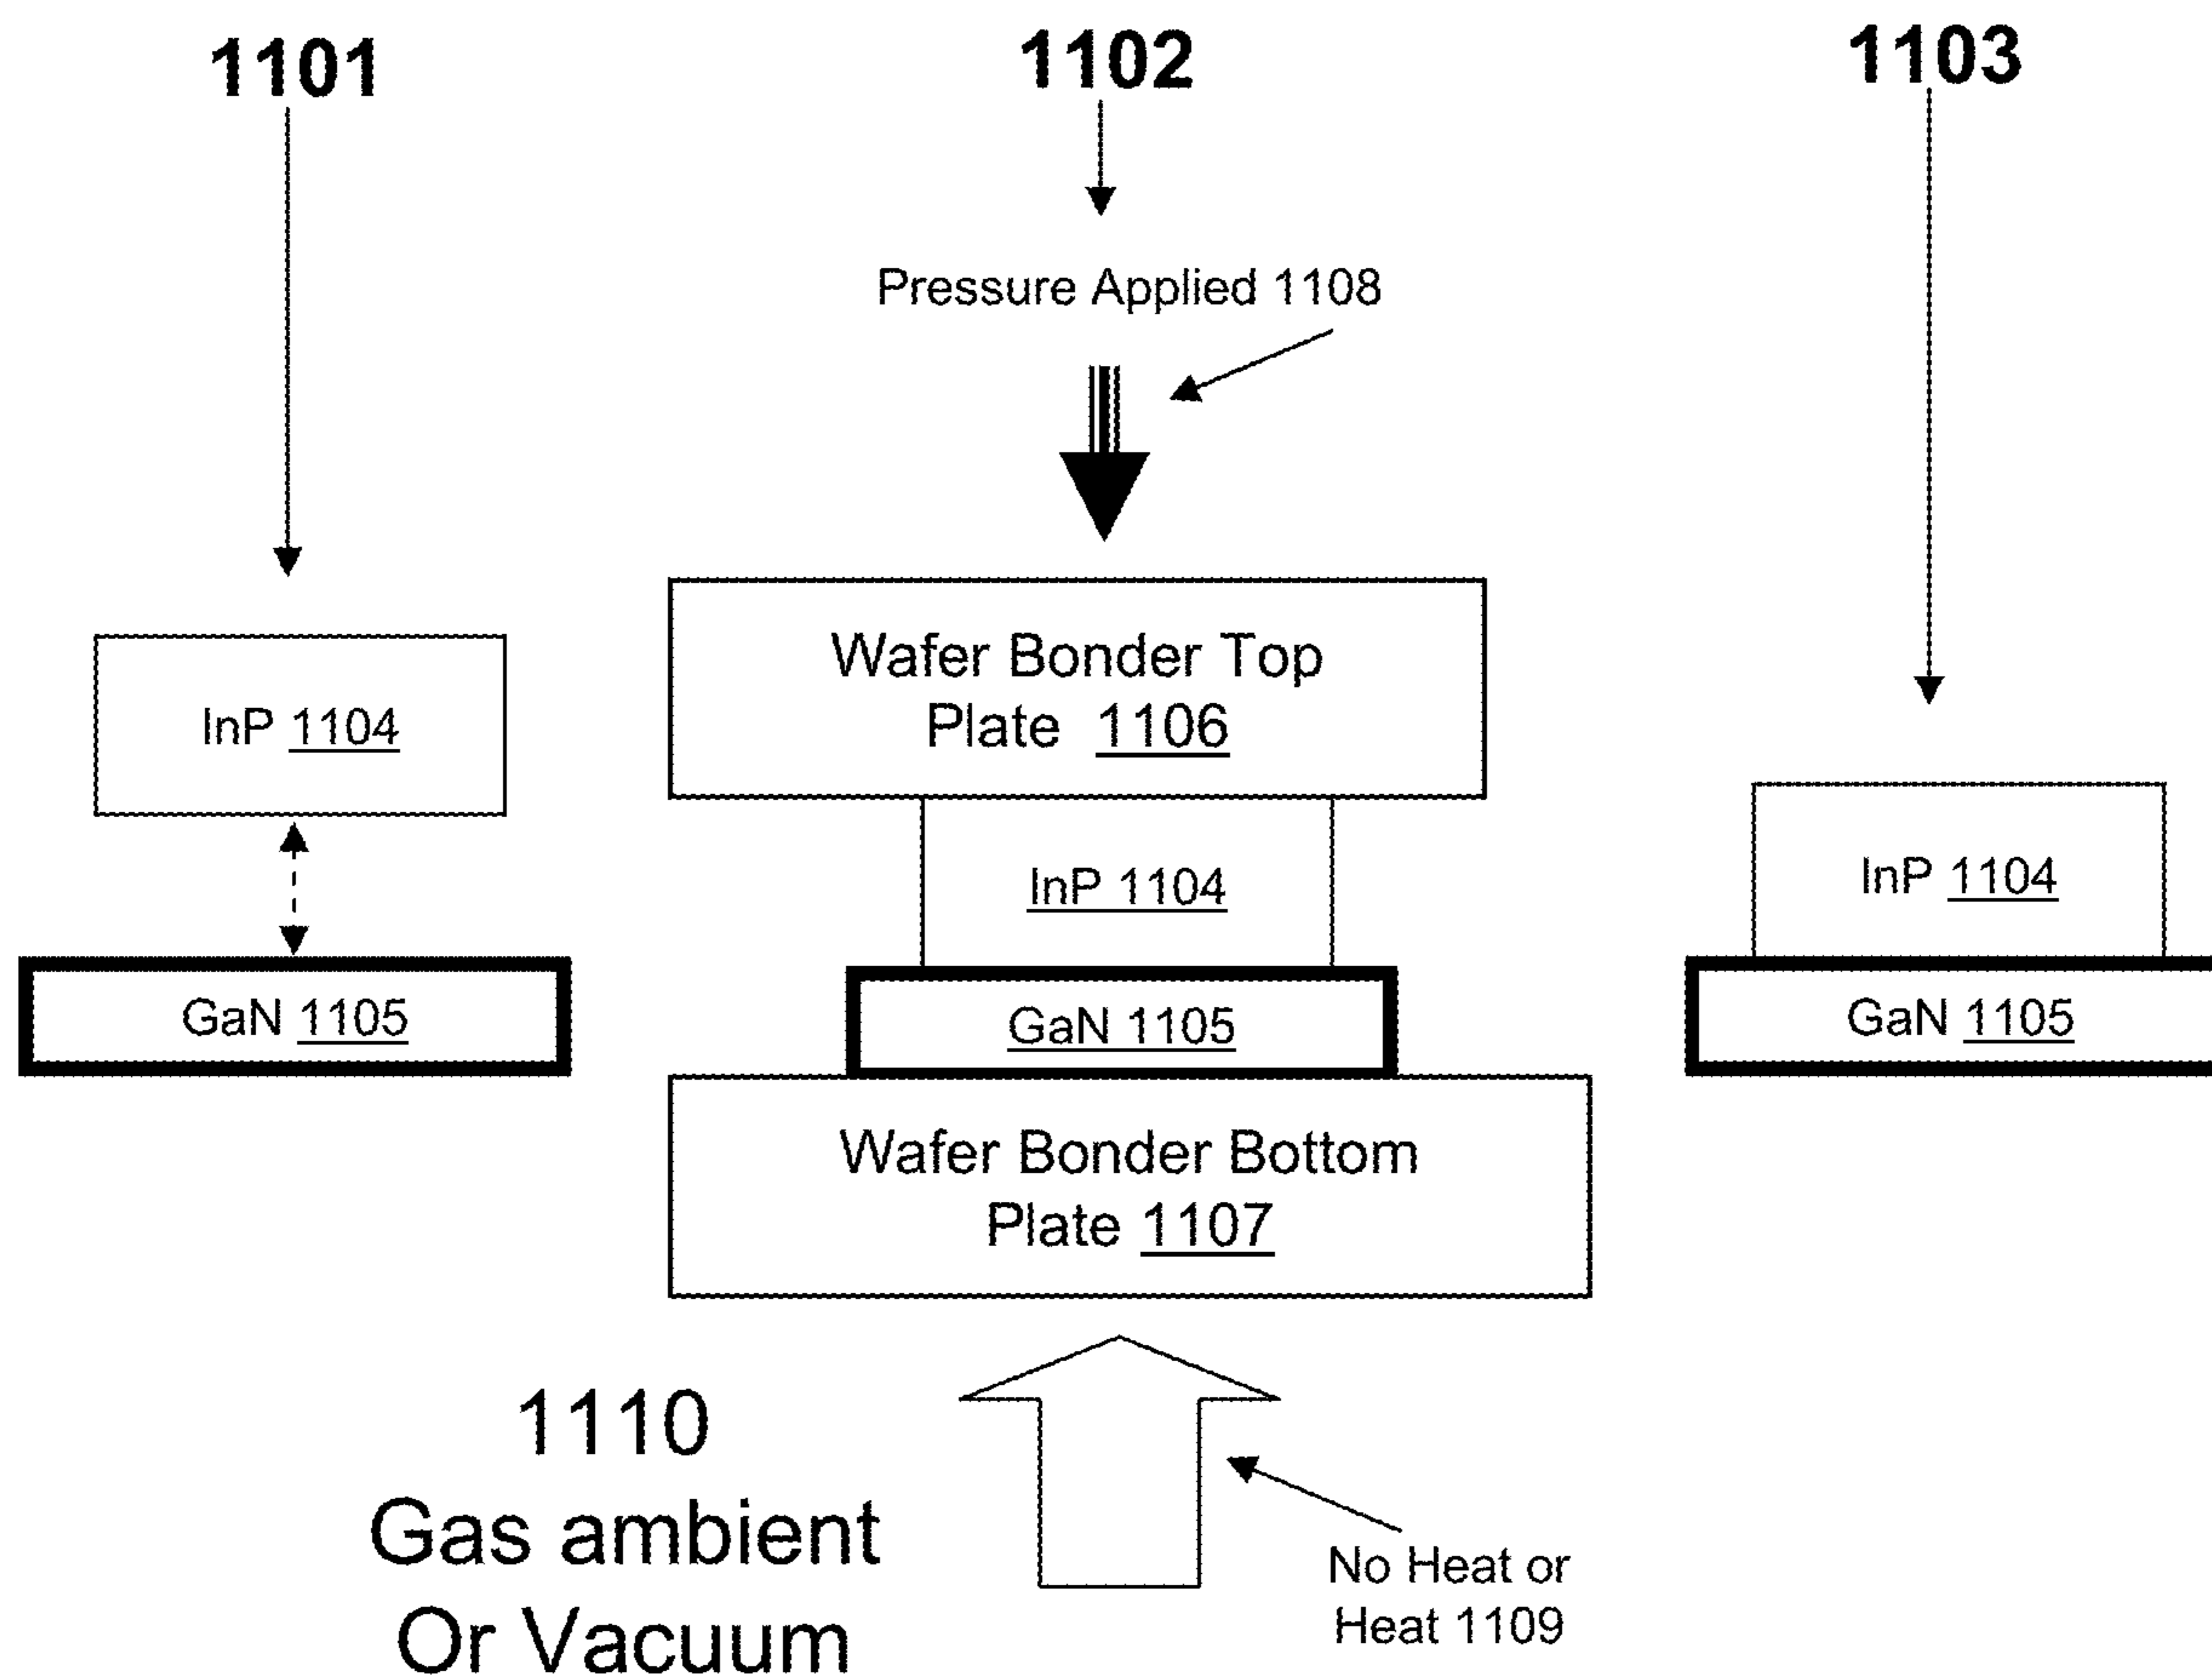 1101
1102
1103
Pressure Applied 1108
Wafer Bonder Top
Plate 1106
InP 1104
InP 1104
InP 1104
GaN 1105
GaN 1105
GaN 1105
Wafer Bonder Bottom
Plate 1107
1110
Gas ambient
Or Vacuum
No Heat or
Heat 1109